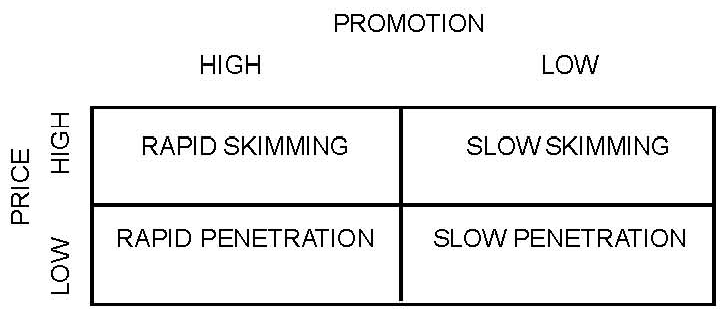 PROMOTION
HIGH LOW
PRICE
HIGH
RAPID SKIMMING SLOW SKIMMING
LOW
RAPID PENETRATION SLOW PENETRATION